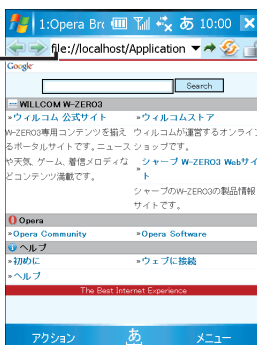 1:Opera Brc あ 10:00
file://localhost/Application
Google
Search
WILLCOM W-ZERO3
»ウィルコム 公式サイト
W-ZERO3専用コンテンツを揃え
るポータルサイトです。ニュース
や天気、ゲーム、着信メロディな
どコンテンツ満載です。
»ウィルコムストア
ウィルコムが運営するオンライン
ショップです。
»シャープ W-ZERO3 Webサイ
ト
シャープのW-ZERO3の製品情報
サイトです。
Opera
»Opera Community »Opera Software
ヘルプ
»初めに »ウェブに接続
»ヘルプ
The Best Internet Experience
アクション あ メニュー